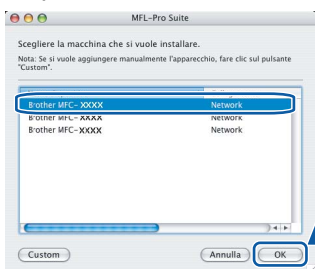 MFL-Pro Suite
Scegliere la macchina che si vuole installare.
Nota: Se si vuole aggiungere manualmente l'apparecchio, fare clic sul pulsante
"Custom".
Brother MFC-XXXX Network
Brother MFC-XXXX Network
Brother MFC-XXXX Network
Custom Annulla OK